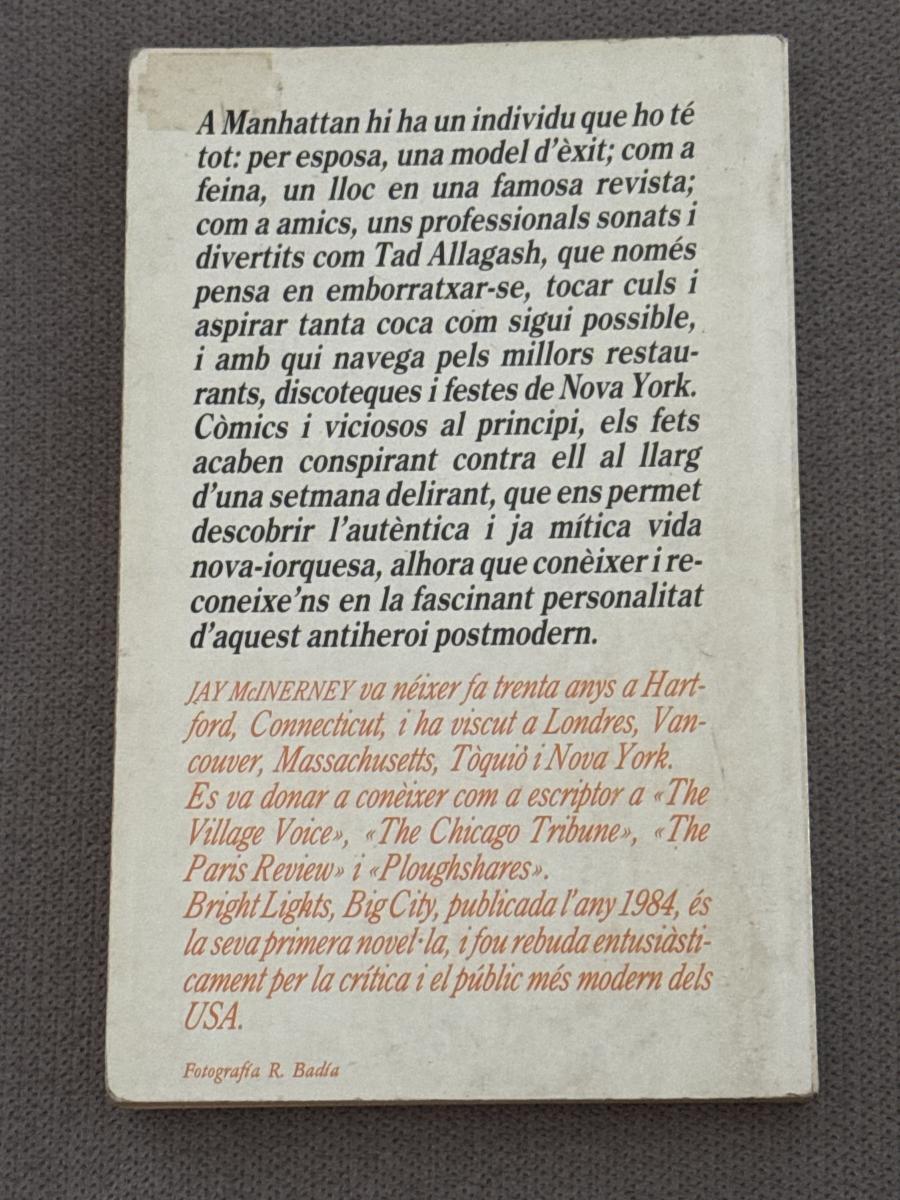 A Manhattan hi ha un individu que ho té
tot: per esposa, una model d'èxit; com a
feina, un lloc en una famosa revista;
com a amics, uns professionals sonats i
divertits com Tad Allagash, que només
pensa en emborratxar-se, tocar culs i
aspirar tanta coca com sigui possible,
i amb qui navega pels millors restau-
rants, discoteques i festes de Nova York.
Còmics i viciosos al principi, els fets
acaben conspirant contra ell al llarg
d'una setmana delirant, que ens permet
descobrir l'autèntica i ja mítica vida
nova-iorquesa, alhora que conèixer i re-
coneixe'ns en la fascinant personalitat
d'aquest antiheroi postmodern.
JAY McINERNEY va néixer fa trenta anys a Hart-
ford, Connecticut, i ha viscut a Londres, Van-
couver, Massachusetts, Tòquiò i Nova York.
Es va donar a conèixer com a escriptor a «The
Village Voice», «The Chicago Tribune», «The
Paris Review» i «Ploughshares».
Bright Lights, Big City, publicada l'any 1984, és
la seva primera novel·la, i fou rebuda entusiàsti-
cament per la crítica i el públic més modern dels
USA.
Fotografía R. Badía